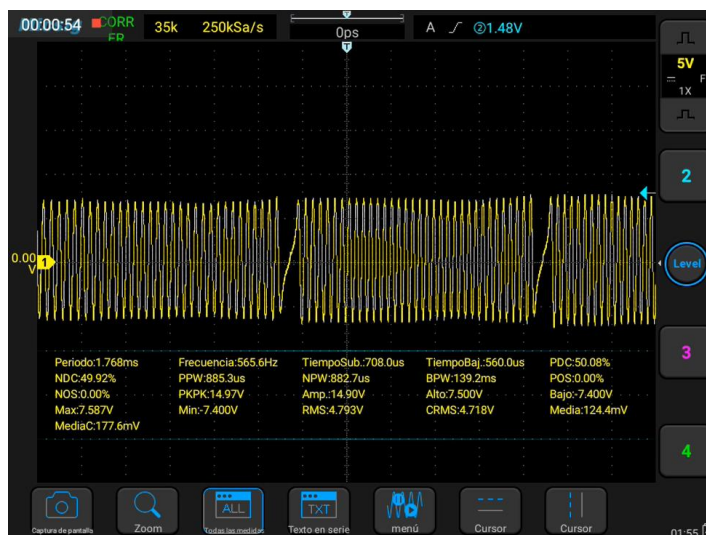 00:00:54 CORRER 35k 250kSa/s 0ps A ②1.48V
T
5V
F
1X
2
0.00V 1
Level
Periodo:1.768ms Frecuencia:565.6Hz TiempoSub.:708.0us TiempoBaj.:560.0us PDC:50.08%
NDC:49.92% PPW:885.3us NPW:882.7us BPW:139.2ms POS:0.00%
NOS:0.00% PKPK:14.97V Amp.:14.90V Alto:7.500V Bajo:-7.400V
Max:7.587V Min:-7.400V RMS:4.793V CRMS:4.718V Media:124.4mV
MediaC:177.6mV
3
4
ALL TXT
Captura de pantalla Zoom Todas las medidas Texto en serie menú Cursor Cursor
01:55